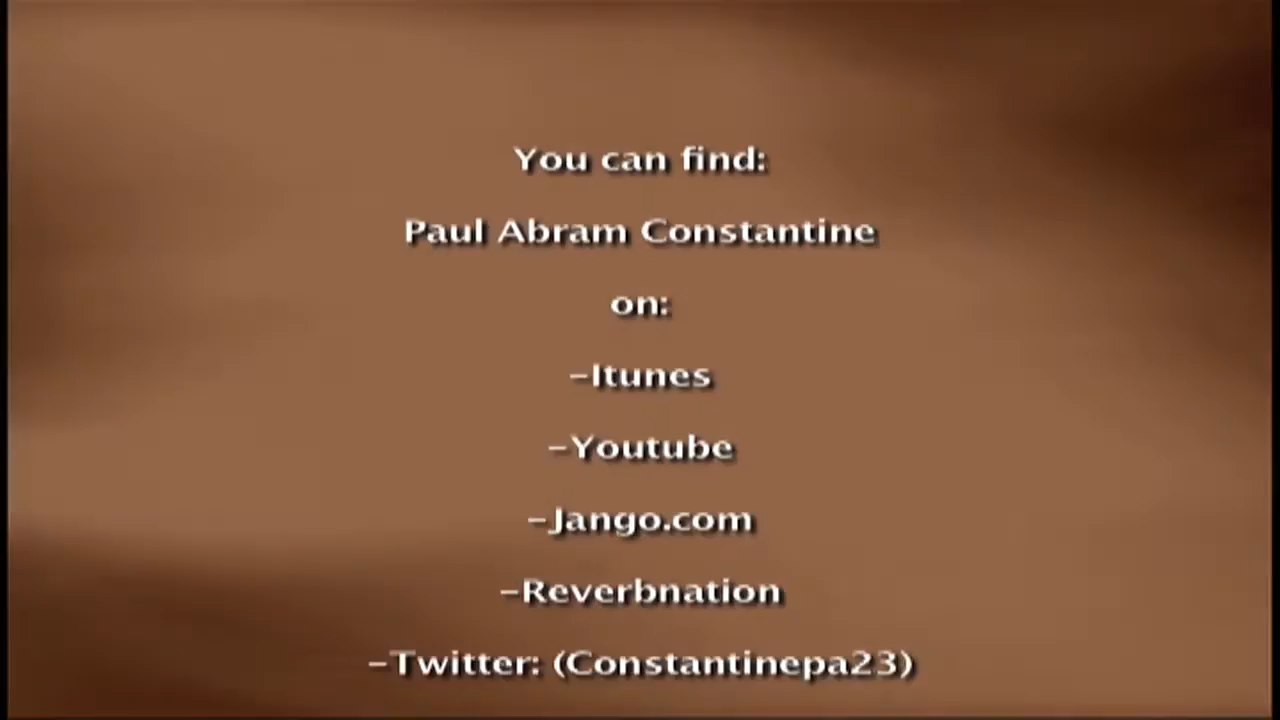 You can find:
Paul Abram Constantine
on:
-Itunes
-Youtube
-Jango.com
-Reverbnation
-Twitter: (Constantinepa23)